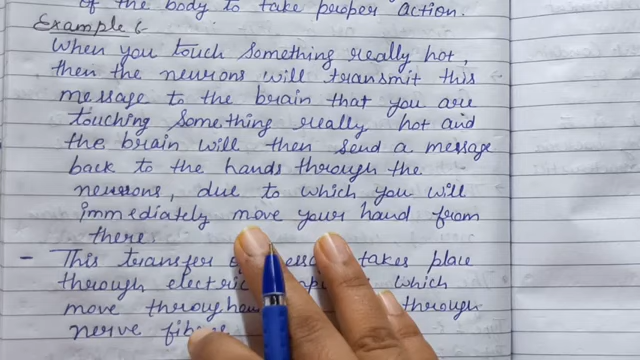 of the body to take proper action.
Example :-
When you touch something really hot,
then the neurons will transmit this
message to the brain that you are
touching something really hot and
the brain will then send a message
back to the hands through the
neurons, due to which you will
immediately move your hand from
there.
- This transfer takes place
through which
move through
nerve